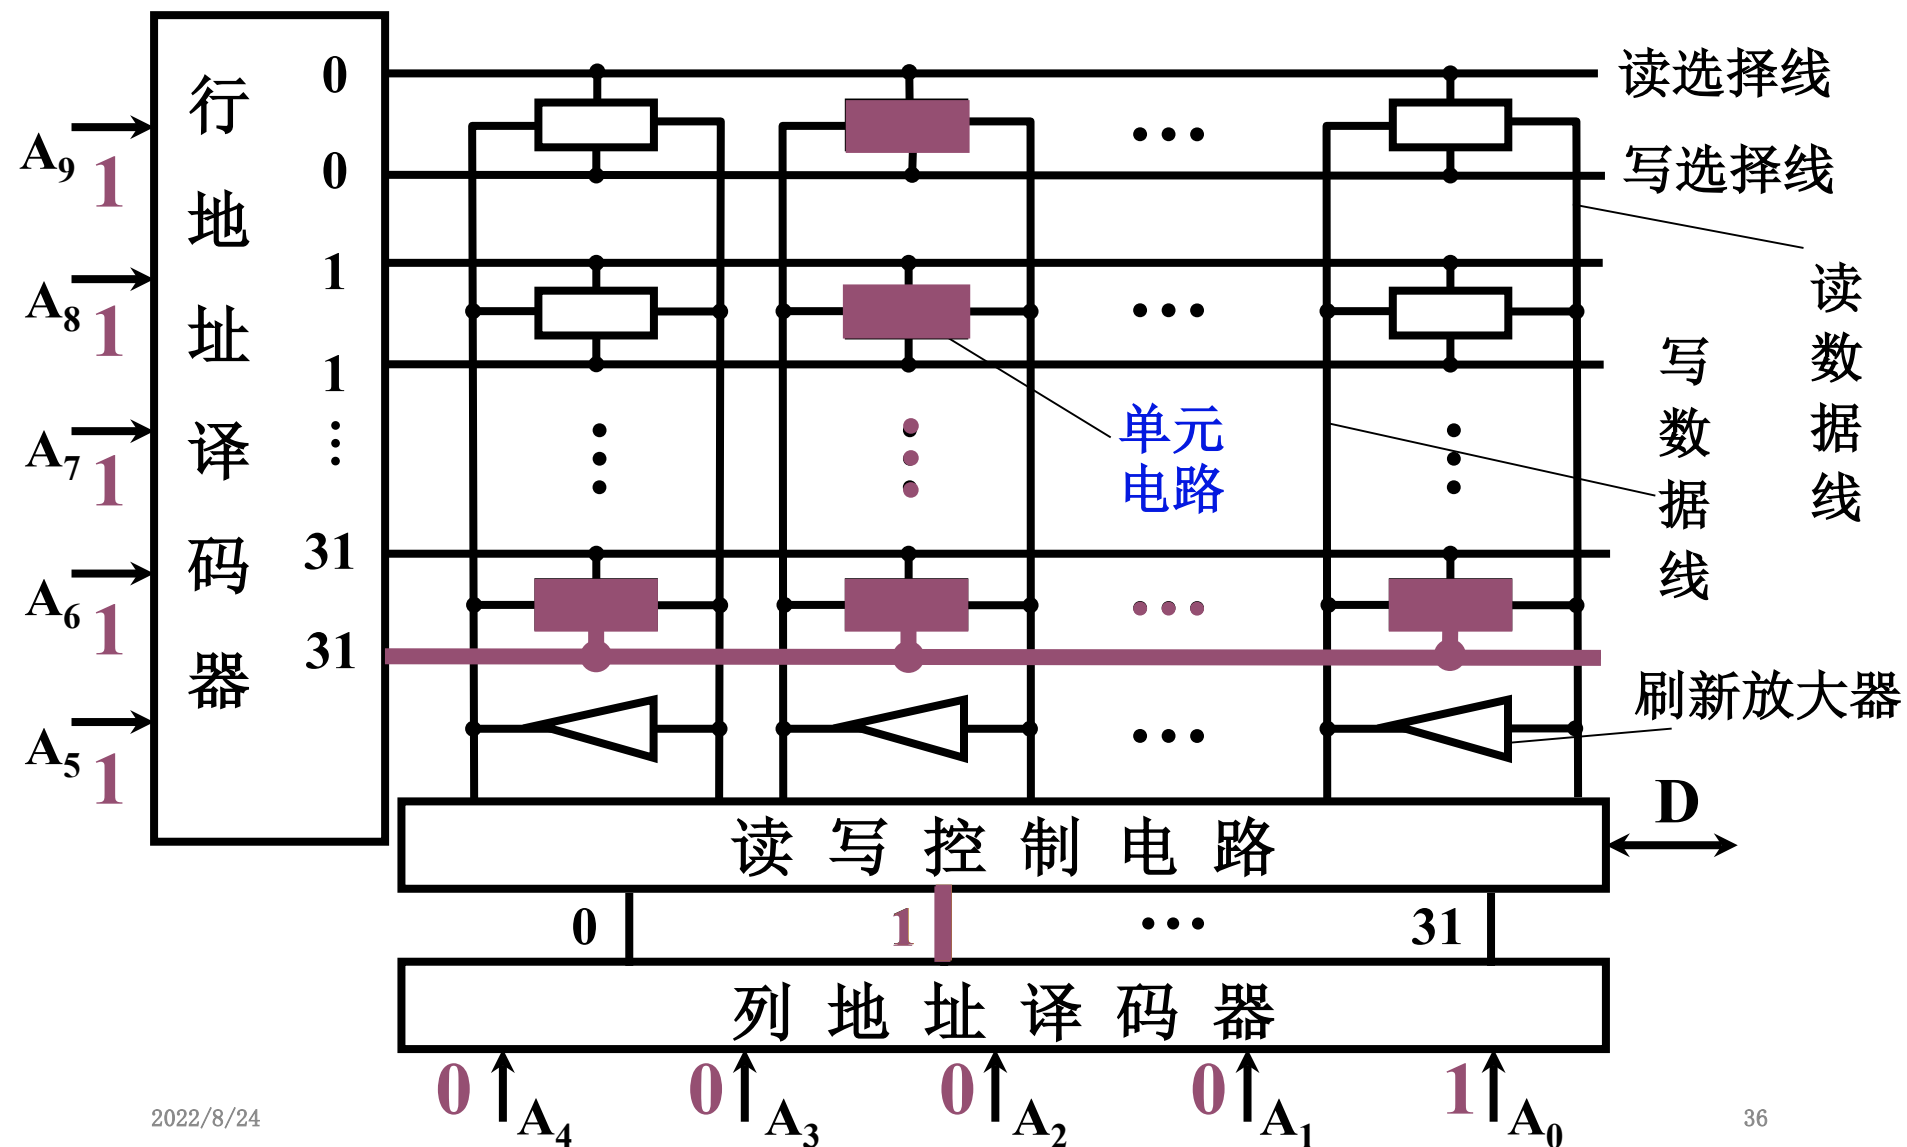 行地址译码器
0
0
1
1
⋮
31
31
读选择线
写选择线
读数据线
写数据线
单元
电路
刷新放大器
A9 1
A8 1
A7 1
A6 1
A5 1
D
读写控制电路
0 1 … 31
列地址译码器
0 A4 0 A3 0 A2 0 A1 1 A0
2022/8/24
36